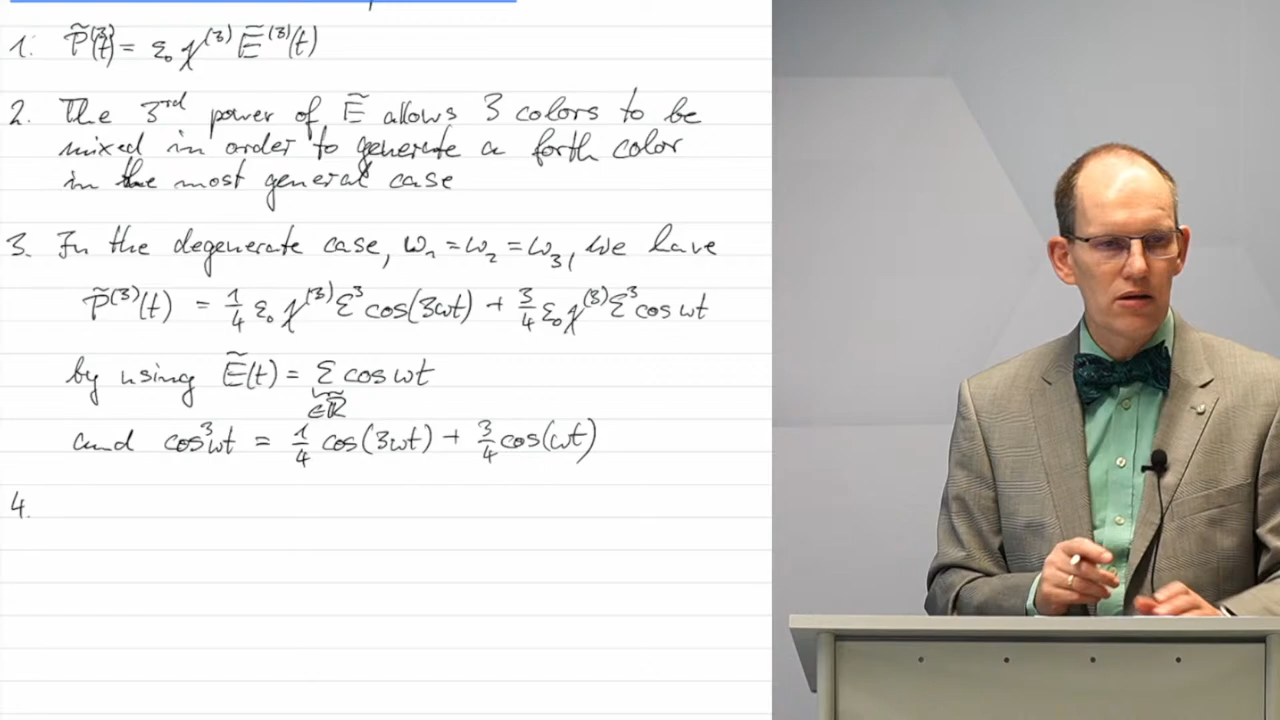 1. P̃⁽³⁾(t) = ε₀ χ⁽³⁾ Ẽ⁽³⁾(t)
2. The 3rd power of Ẽ allows 3 colors to be
mixed in order to generate a forth color
in the most general case
3. In the degenerate case, ω₁ = ω₂ = ω₃, we have
P̃⁽³⁾(t) = 1/4 ε₀ χ⁽³⁾ Ɛ³ cos(3ωt) + 3/4 ε₀ χ⁽³⁾ Ɛ³ cos ωt
by using Ẽ(t) = Ɛ cos ωt
∈ℝ
and cos³ωt = 1/4 cos(3ωt) + 3/4 cos(ωt)
4.